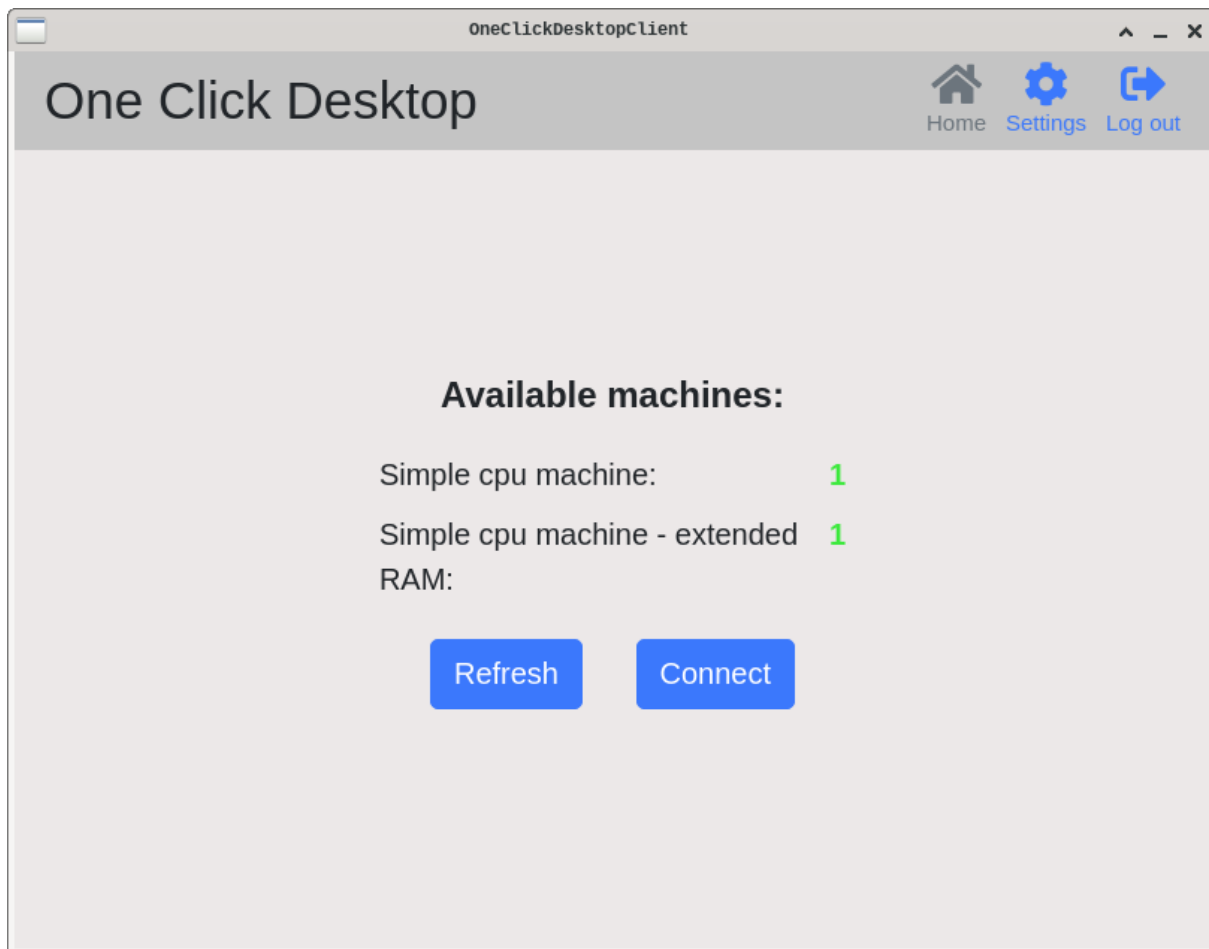 OneClickDesktopClient
One Click Desktop
Home Settings Log out
Available machines:
Simple cpu machine: 1
Simple cpu machine - extended 1
RAM:
Refresh Connect